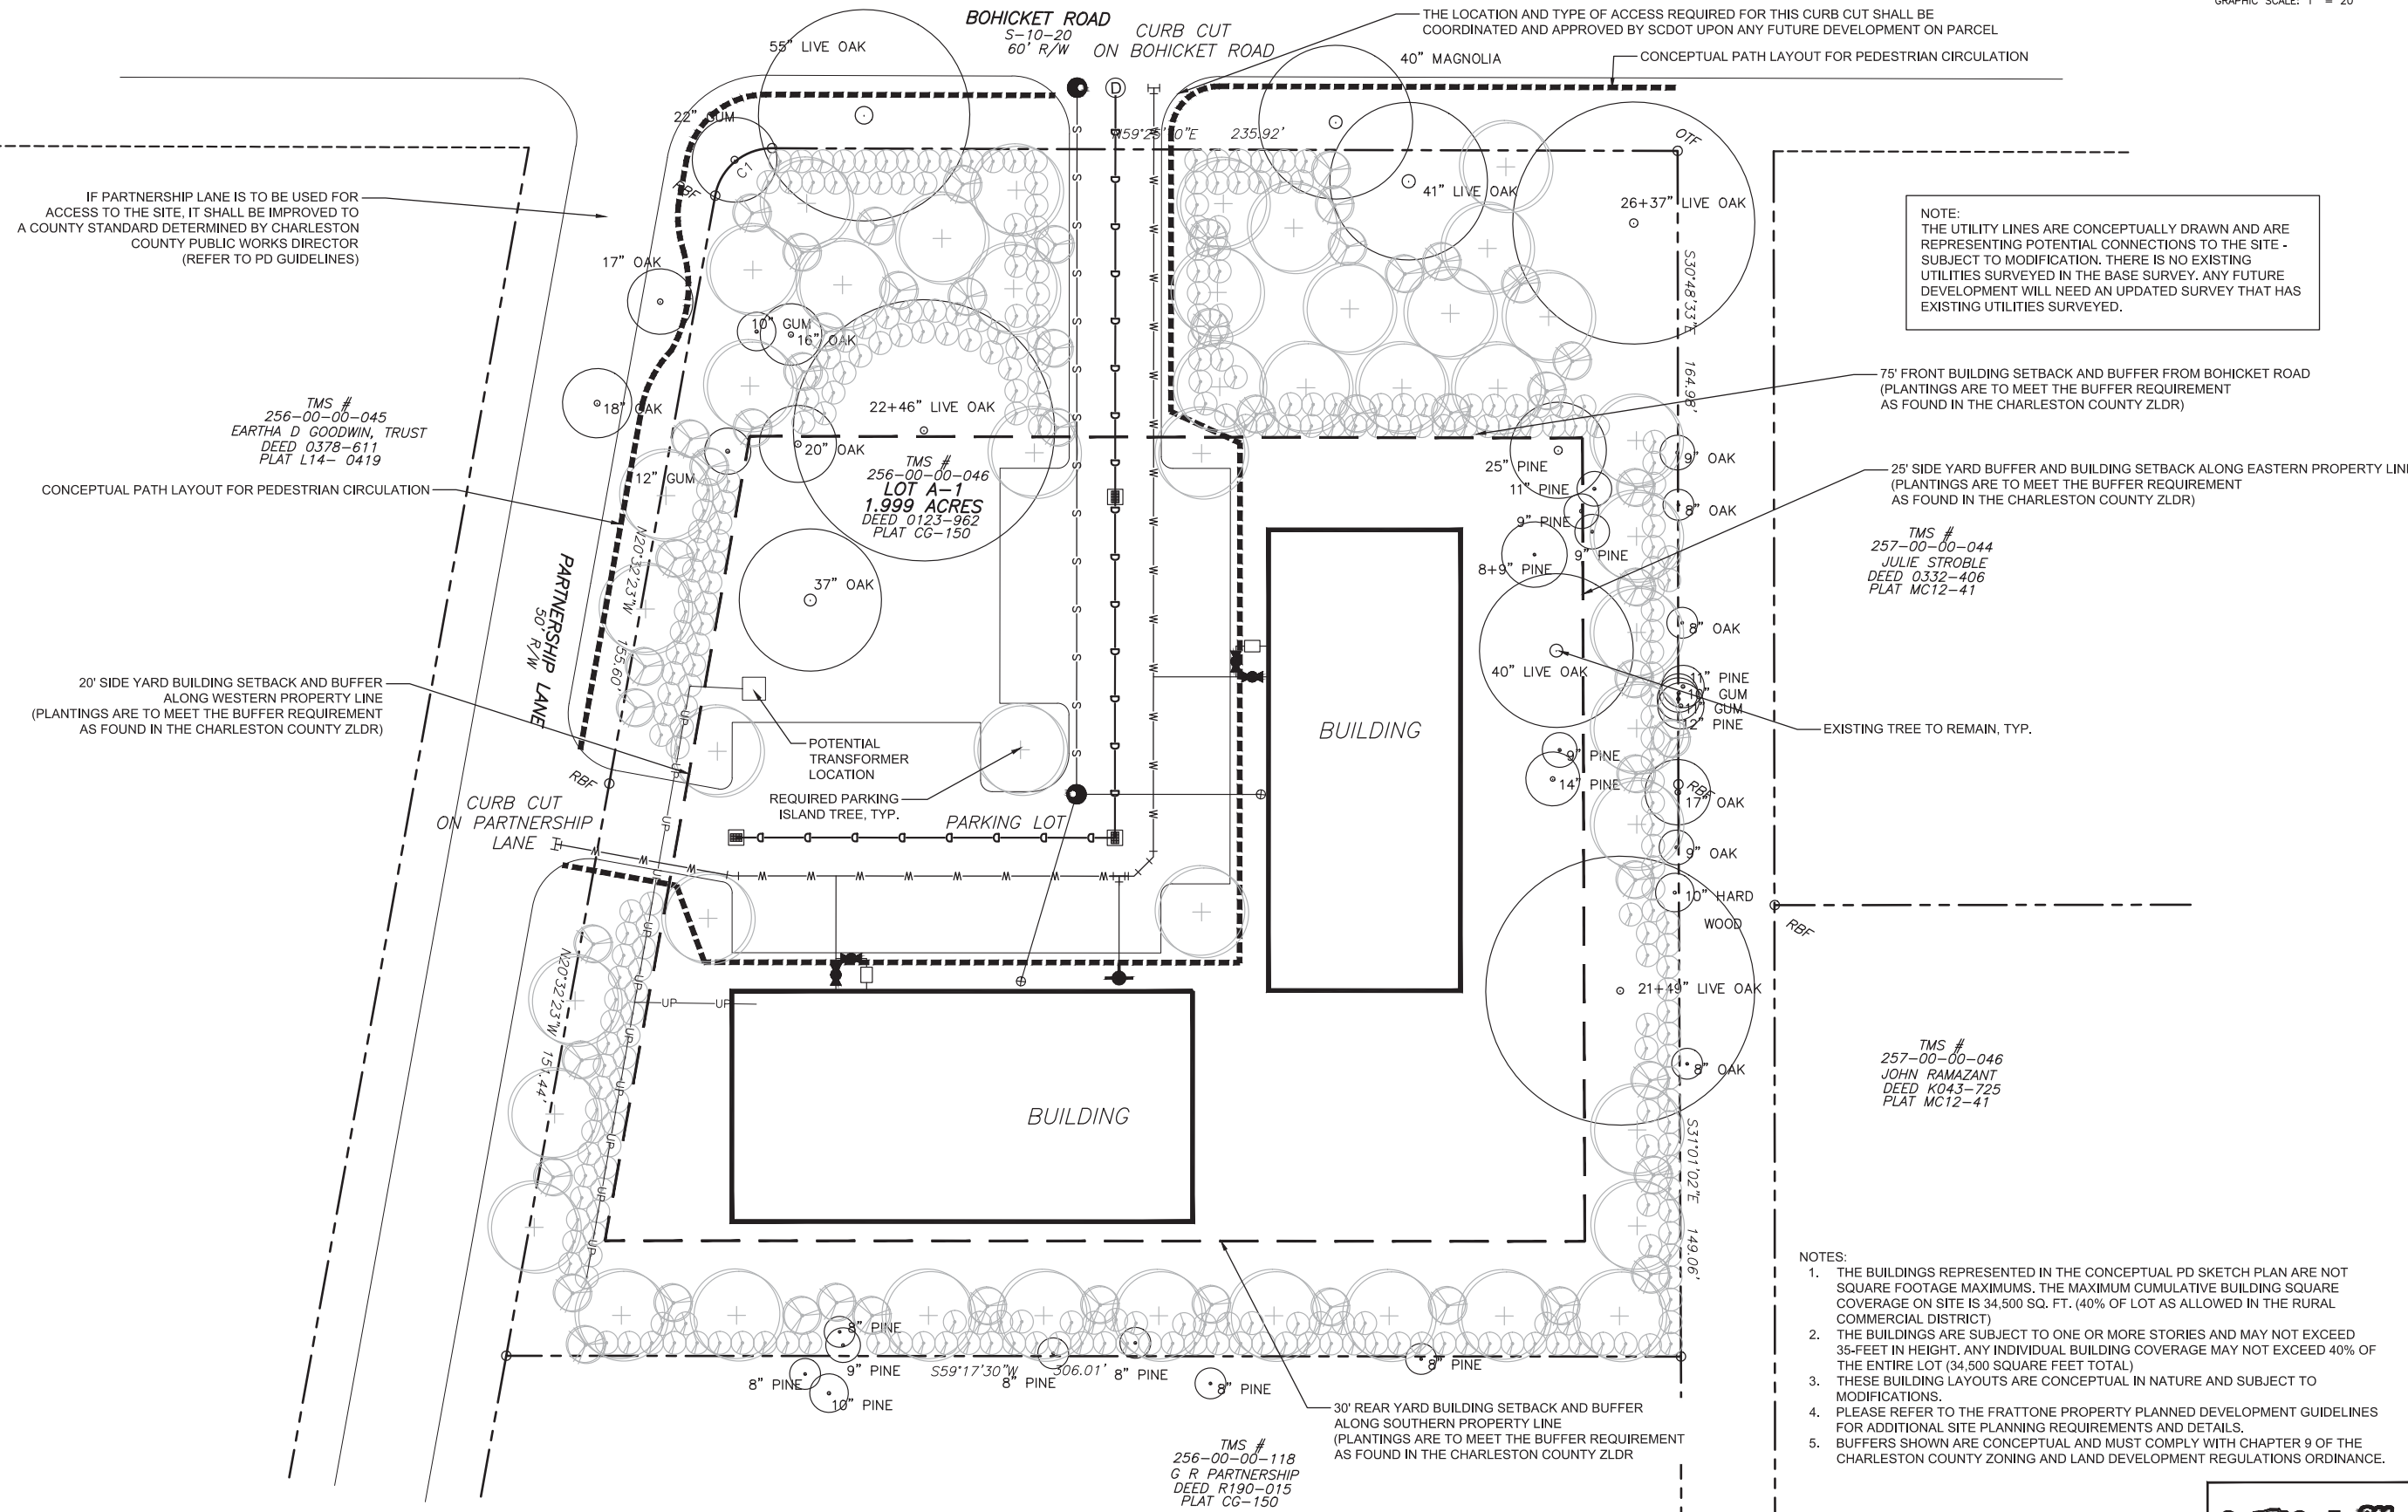 GRAPHIC SCALE: 1" = 20'
BOHICKET ROAD
S-10-20
60' R/W
CURB CUT
ON BOHICKET ROAD
THE LOCATION AND TYPE OF ACCESS REQUIRED FOR THIS CURB CUT SHALL BE
COORDINATED AND APPROVED BY SCDOT UPON ANY FUTURE DEVELOPMENT ON PARCEL
CONCEPTUAL PATH LAYOUT FOR PEDESTRIAN CIRCULATION
55" LIVE OAK
40" MAGNOLIA
22" GUM
D
235.92'
OTF
C1
RBF
41" LIVE OAK
26+37" LIVE OAK
IF PARTNERSHIP LANE IS TO BE USED FOR
ACCESS TO THE SITE, IT SHALL BE IMPROVED TO
A COUNTY STANDARD DETERMINED BY CHARLESTON
COUNTY PUBLIC WORKS DIRECTOR
(REFER TO PD GUIDELINES)
NOTE:
THE UTILITY LINES ARE CONCEPTUALLY DRAWN AND ARE
REPRESENTING POTENTIAL CONNECTIONS TO THE SITE -
SUBJECT TO MODIFICATION. THERE IS NO EXISTING
UTILITIES SURVEYED IN THE BASE SURVEY. ANY FUTURE
DEVELOPMENT WILL NEED AN UPDATED SURVEY THAT HAS
EXISTING UTILITIES SURVEYED.
17" OAK
S30°48'33"E 164.98'
10" GUM
16" OAK
75' FRONT BUILDING SETBACK AND BUFFER FROM BOHICKET ROAD
(PLANTINGS ARE TO MEET THE BUFFER REQUIREMENT
AS FOUND IN THE CHARLESTON COUNTY ZLDR)
18" OAK
22+46" LIVE OAK
TMS #
256-00-00-045
EARTHA D GOODWIN, TRUST
DEED 0378-611
PLAT L14- 0419
20" OAK
12" GUM
TMS #
256-00-00-046
LOT A-1
1.999 ACRES
DEED 0123-962
PLAT CG-150
25" PINE
11" PINE
9" PINE
9" PINE
8+9" PINE
9" OAK
8" OAK
25' SIDE YARD BUFFER AND BUILDING SETBACK ALONG EASTERN PROPERTY LINE
(PLANTINGS ARE TO MEET THE BUFFER REQUIREMENT
AS FOUND IN THE CHARLESTON COUNTY ZLDR)
CONCEPTUAL PATH LAYOUT FOR PEDESTRIAN CIRCULATION
TMS #
257-00-00-044
JULIE STROBLE
DEED 0332-406
PLAT MC12-41
PARTNERSHIP LANE
50' R/W
N20°32'23"W 155.60'
37" OAK
8" OAK
40" LIVE OAK
11" PINE
10" GUM
11" GUM
12" PINE
20' SIDE YARD BUILDING SETBACK AND BUFFER
ALONG WESTERN PROPERTY LINE
(PLANTINGS ARE TO MEET THE BUFFER REQUIREMENT
AS FOUND IN THE CHARLESTON COUNTY ZLDR)
BUILDING
EXISTING TREE TO REMAIN, TYP.
POTENTIAL
TRANSFORMER
LOCATION
9" PINE
14" PINE
RBF
17" OAK
RBF
REQUIRED PARKING
ISLAND TREE, TYP.
CURB CUT
ON PARTNERSHIP
LANE
PARKING LOT
9" OAK
10" HARD
WOOD
RBF
21+49" LIVE OAK
N20°32'23"W 151.44'
8" OAK
TMS #
257-00-00-046
JOHN RAMAZANT
DEED K043-725
PLAT MC12-41
BUILDING
S31°01'02"E 149.06'
NOTES:
1. THE BUILDINGS REPRESENTED IN THE CONCEPTUAL PD SKETCH PLAN ARE NOT
SQUARE FOOTAGE MAXIMUMS. THE MAXIMUM CUMULATIVE BUILDING SQUARE
COVERAGE ON SITE IS 34,500 SQ. FT. (40% OF LOT AS ALLOWED IN THE RURAL
COMMERCIAL DISTRICT)
2. THE BUILDINGS ARE SUBJECT TO ONE OR MORE STORIES AND MAY NOT EXCEED
35-FEET IN HEIGHT. ANY INDIVIDUAL BUILDING COVERAGE MAY NOT EXCEED 40% OF
THE ENTIRE LOT (34,500 SQUARE FEET TOTAL)
3. THESE BUILDING LAYOUTS ARE CONCEPTUAL IN NATURE AND SUBJECT TO
MODIFICATIONS.
4. PLEASE REFER TO THE FRATTONE PROPERTY PLANNED DEVELOPMENT GUIDELINES
FOR ADDITIONAL SITE PLANNING REQUIREMENTS AND DETAILS.
5. BUFFERS SHOWN ARE CONCEPTUAL AND MUST COMPLY WITH CHAPTER 9 OF THE
CHARLESTON COUNTY ZONING AND LAND DEVELOPMENT REGULATIONS ORDINANCE.
8" PINE
9" PINE
8" PINE
10" PINE
S59°17'30"W 306.01'
8" PINE
8" PINE
8" PINE
8" PINE
30' REAR YARD BUILDING SETBACK AND BUFFER
ALONG SOUTHERN PROPERTY LINE
(PLANTINGS ARE TO MEET THE BUFFER REQUIREMENT
AS FOUND IN THE CHARLESTON COUNTY ZLDR
TMS #
256-00-00-118
G R PARTNERSHIP
DEED R190-015
PLAT CG-150